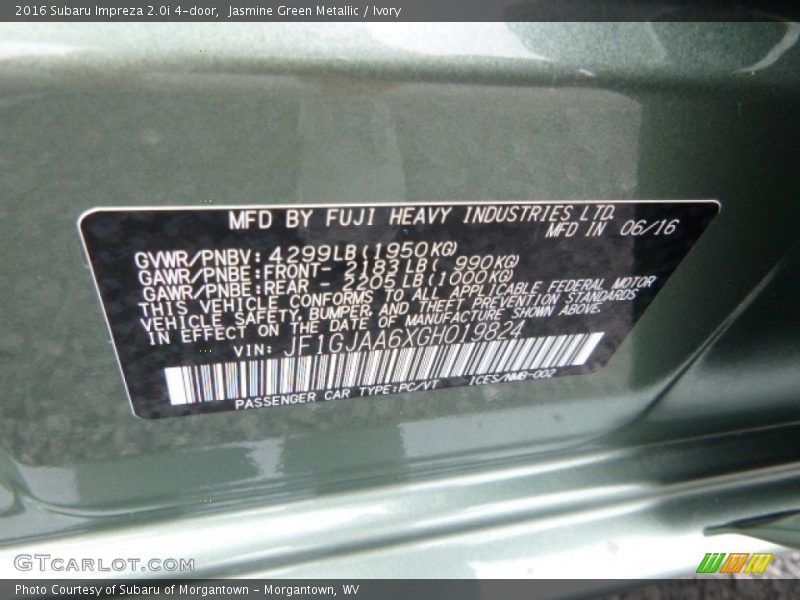 2016 Subaru Impreza 2.0i 4-door, Jasmine Green Metallic / Ivory
MFD BY FUJI HEAVY INDUSTRIES LTD.
MFD IN 06/16
GVWR/PNBV: 4299LB(1950KG)
GAWR/PNBE:FRONT- 2183LB( 990KG)
GAWR/PNBE:REAR - 2205LB(1000KG)
THIS VEHICLE CONFORMS TO ALL APPLICABLE FEDERAL MOTOR
VEHICLE SAFETY, BUMPER, AND THEFT PREVENTION STANDARDS
IN EFFECT ON THE DATE OF MANUFACTURE SHOWN ABOVE.
VIN: JF1GJAA6XGH019824
PASSENGER CAR TYPE:PC/VT ICES/NMB-002
GTCARLOT.COM
Photo Courtesy of Subaru of Morgantown - Morgantown, WV